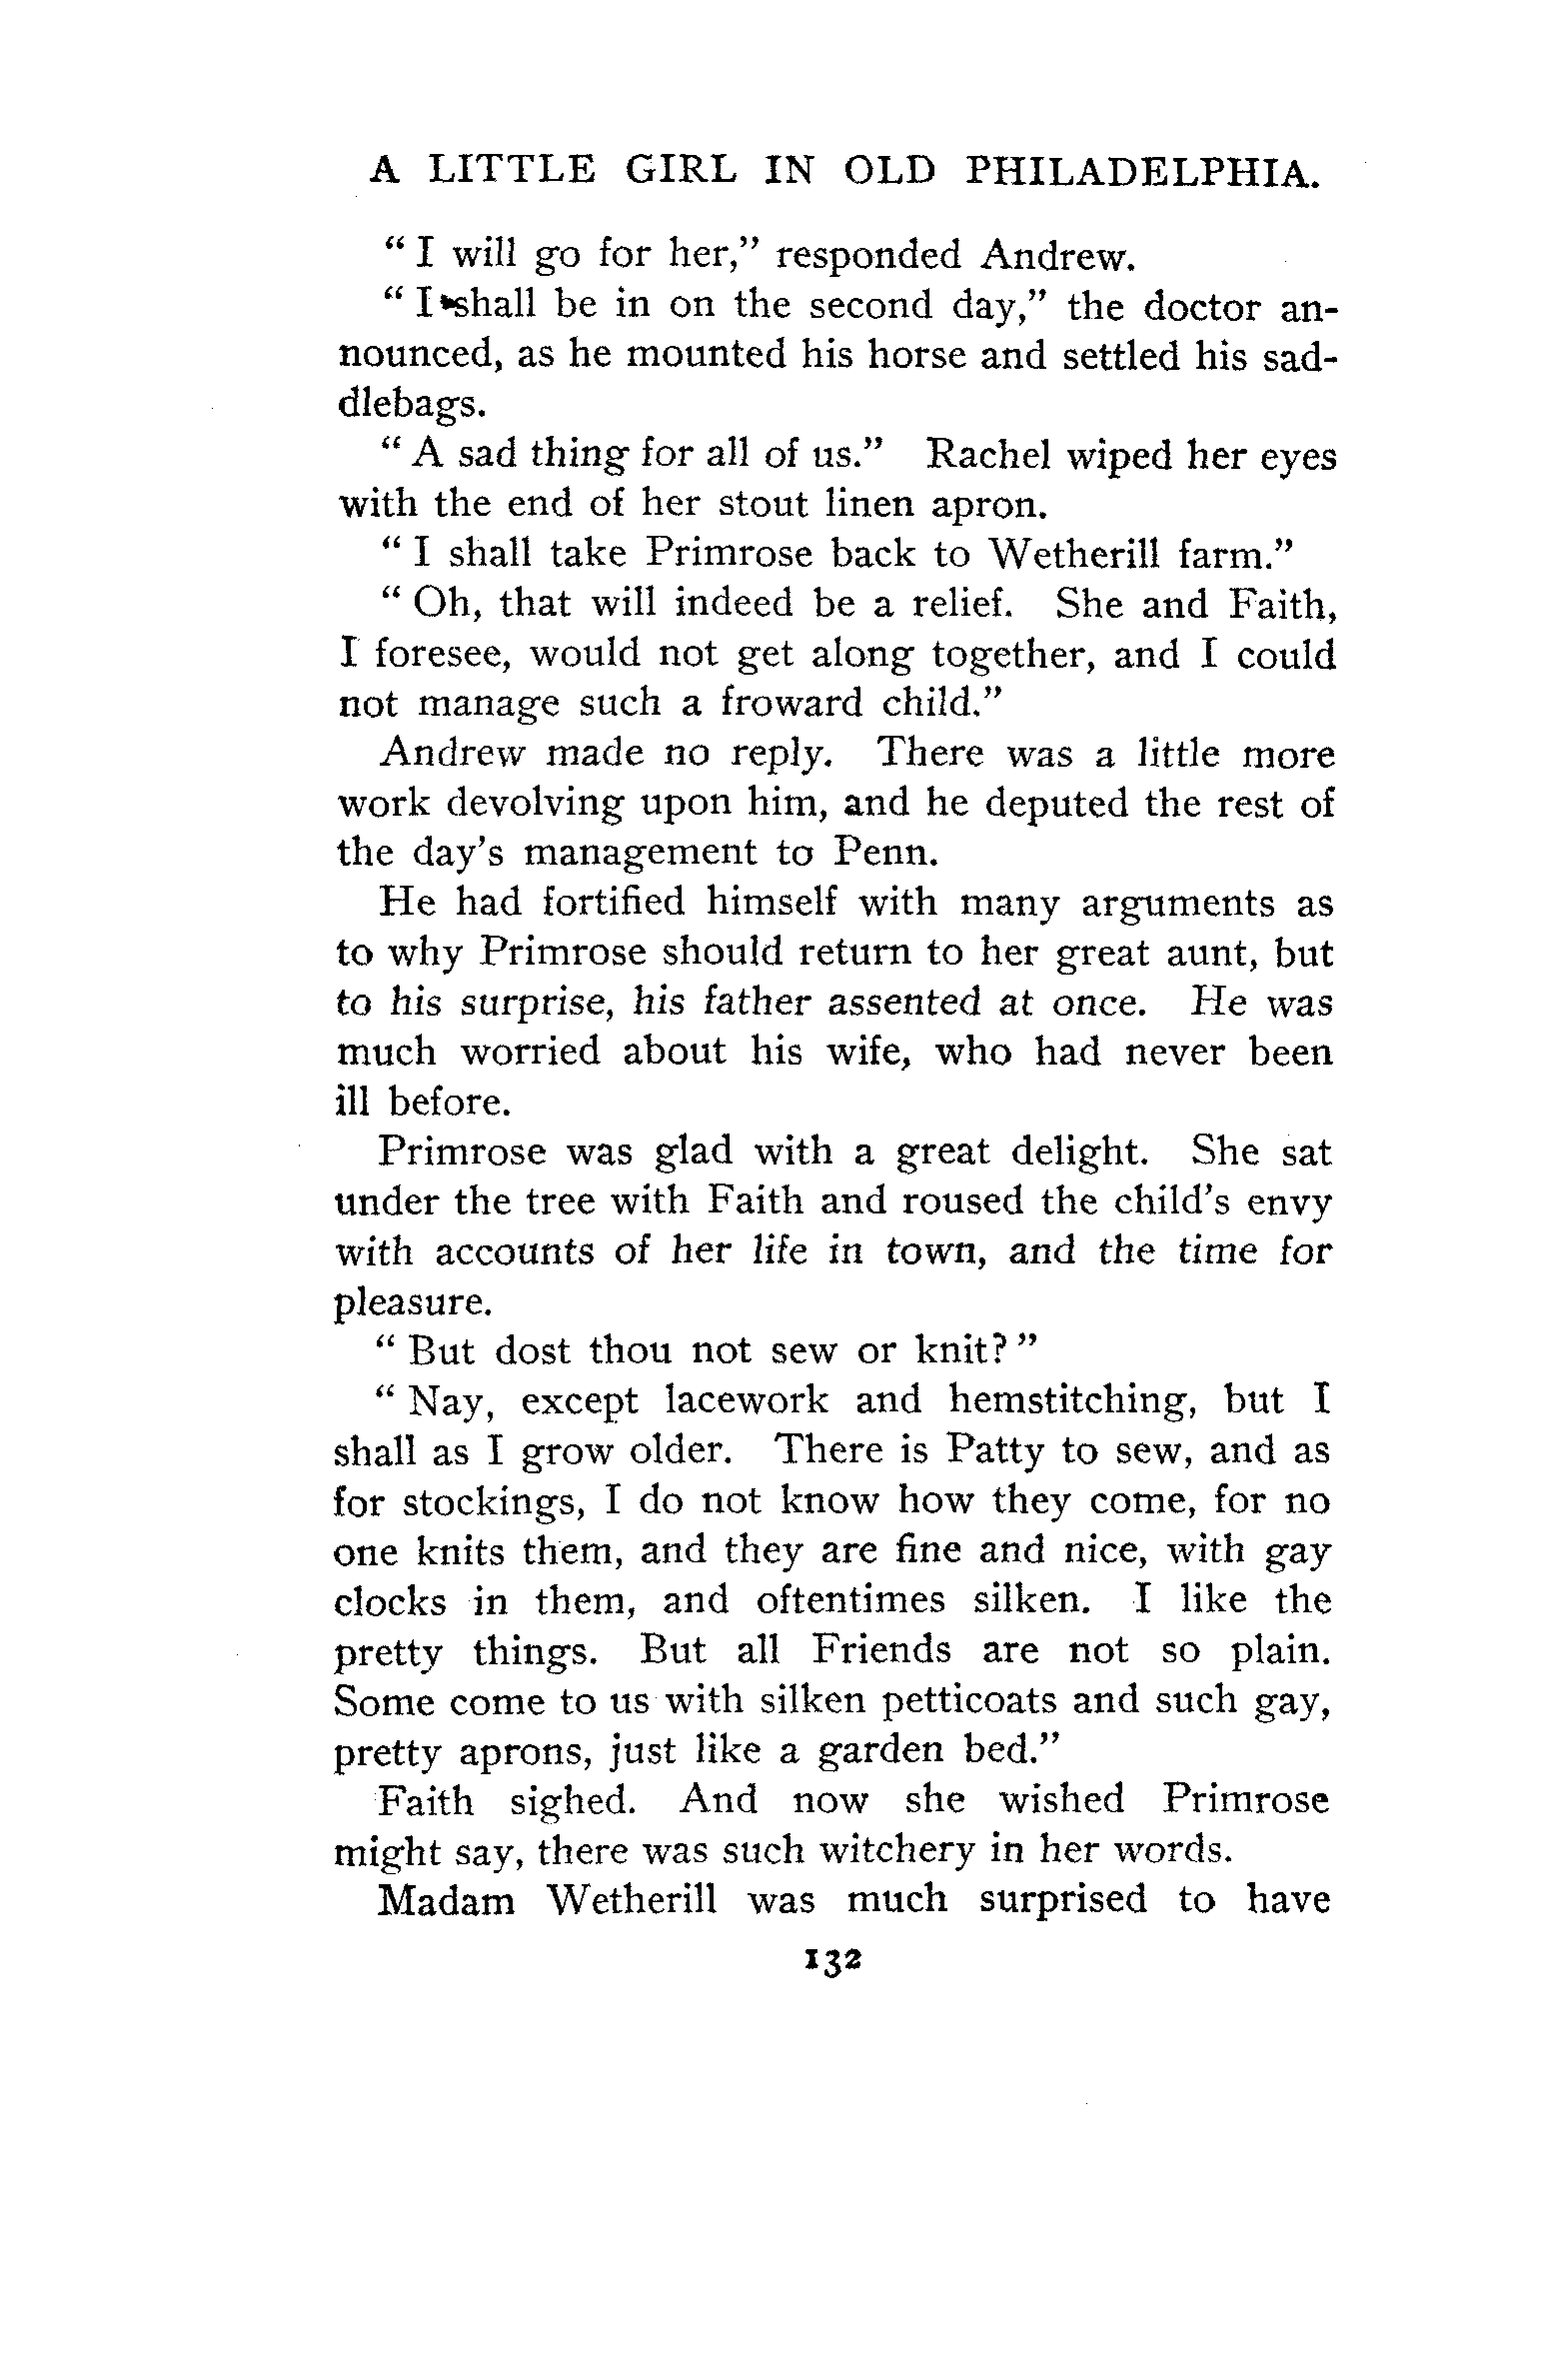 A LITTLE GIRL IN OLD PHILADELPHIA.
“ I will go for her,” responded Andrew.
“ I shall be in on the second day,” the doctor an-
nounced, as he mounted his horse and settled his sad-
dlebags.
“ A sad thing for all of us.” Rachel wiped her eyes
with the end of her stout linen apron.
“ I shall take Primrose back to Wetherill farm.”
“ Oh, that will indeed be a relief. She and Faith,
I foresee, would not get along together, and I could
not manage such a froward child.”
Andrew made no reply. There was a little more
work devolving upon him, and he deputed the rest of
the day’s management to Penn.
He had fortified himself with many arguments as
to why Primrose should return to her great aunt, but
to his surprise, his father assented at once. He was
much worried about his wife, who had never been
ill before.
Primrose was glad with a great delight. She sat
under the tree with Faith and roused the child’s envy
with accounts of her life in town, and the time for
pleasure.
“ But dost thou not sew or knit? ”
“ Nay, except lacework and hemstitching, but I
shall as I grow older. There is Patty to sew, and as
for stockings, I do not know how they come, for no
one knits them, and they are fine and nice, with gay
clocks in them, and oftentimes silken. I like the
pretty things. But all Friends are not so plain.
Some come to us with silken petticoats and such gay,
pretty aprons, just like a garden bed.”
Faith sighed. And now she wished Primrose
might say, there was such witchery in her words.
Madam Wetherill was much surprised to have
132